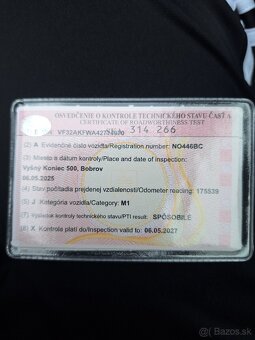 OSVEDČENIE O KONTROLE TECHNICKÉHO STAVU-ČASŤ A
CERTIFICATE OF ROADWORTHINESS TEST
314 266
(2) A Evidenčné číslo vozidla/Registration number: NO446BC
(3) Miesto a dátum kontroly/Place and date of inspection:
Vyšný Koniec 500, Bobrov
06.05.2025
(4) Stav počítadla prejdenej vzdialenosti/Odometer reading: 175539
(5) J Kategória vozidla/Category: M1
(7) Výsledok kontroly technického stavu/PTI result: SPÔSOBILÉ
(8) X Kontrola platí do/Inspection valid to: 06.05.2027
bazar.sk